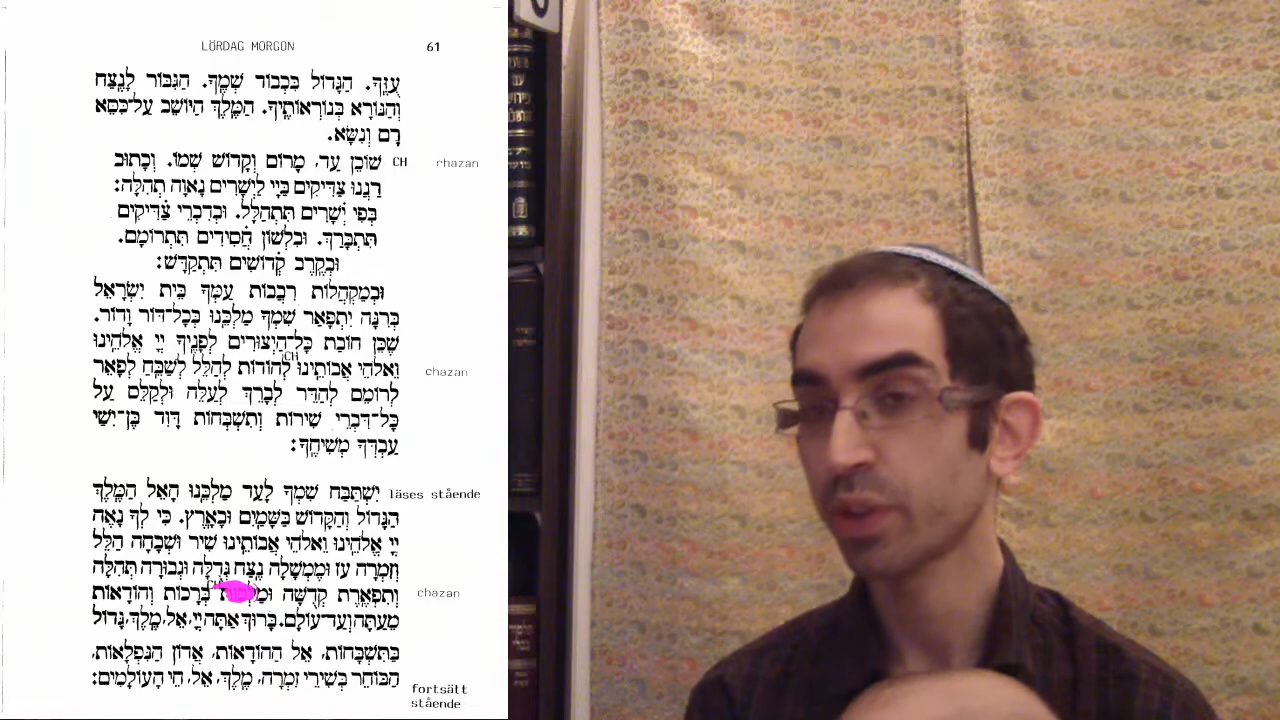 LÖRDAG MORGON 61
עֻזֶּֽךָ. הַגָּדוֹל בִּכְבוֹד שְׁמֶֽךָ. הַגִּבּוֹר לָנֶֽצַח
וְהַנּוֹרָא בְּנוֹרְאוֹתֶֽיךָ. הַמֶּֽלֶךְ הַיּוֹשֵׁב עַל־כִּסֵּא
רָם וְנִשָּׂא.
שׁוֹכֵן עַד, מָרוֹם וְקָדוֹשׁ שְׁמוֹ. וְכָתוּב CH rhazan
רַנְּנוּ צַדִּיקִים בַּיְיָ לַיְשָׁרִים נָאוָה תְהִלָּה:
בְּפִי יְשָׁרִים תִּתְהַלָּל. וּבְדִבְרֵי צַדִּיקִים
תִּתְבָּרַךְ. וּבִלְשׁוֹן חֲסִידִים תִּתְרוֹמָם.
וּבְקֶֽרֶב קְדוֹשִׁים תִּתְקַדָּשׁ:
וּבְמַקְהֲלוֹת רִבְבוֹת עַמְּךָ בֵּית יִשְׂרָאֵל
בְּרִנָּה יִתְפָּאַר שִׁמְךָ מַלְכֵּֽנוּ בְּכָל־דּוֹר וָדוֹר.
שֶׁכֵּן חוֹבַת כָּל־הַיְצוּרִים לְפָנֶֽיךָ יְיָ אֱלֹהֵֽינוּ
CH
וֵאלֹהֵי אֲבוֹתֵֽינוּ לְהוֹדוֹת לְהַלֵּל לְשַׁבֵּֽחַ לְפָאֵר chazan
לְרוֹמֵם לְהַדֵּר לְבָרֵךְ לְעַלֵּה וּלְקַלֵּס עַל
כָּל־דִּבְרֵי שִׁירוֹת וְתִשְׁבְּחוֹת דָּוִד בֶּן־יִשַׁי
עַבְדְּךָ מְשִׁיחֶֽךָ:
יִשְׁתַּבַּח שִׁמְךָ לָעַד מַלְכֵּֽנוּ הָאֵל הַמֶּֽלֶךְ läses stående
הַגָּדוֹל וְהַקָּדוֹשׁ בַּשָּׁמַֽיִם וּבָאָֽרֶץ. כִּי לְךָ נָאֶה
יְיָ אֱלֹהֵֽינוּ וֵאלֹהֵי אֲבוֹתֵֽינוּ שִׁיר וּשְׁבָחָה הַלֵּל
וְזִמְרָה עֹז וּמֶמְשָׁלָה נֶֽצַח גְּדֻלָּה וּגְבוּרָה תְּהִלָּה
וְתִפְאֶֽרֶת קְדֻשָּׁה בְּרָכוֹת וְהוֹדָאוֹת chazan
מֵעַתָּה וְעַד־עוֹלָם. בָּרוּךְ אַתָּה יְיָ, אֵל, מֶֽלֶךְ, גָּדוֹל
בַּתִּשְׁבָּחוֹת, אֵל הַהוֹדָאוֹת, אֲדוֹן הַנִּפְלָאוֹת,
הַבּוֹחֵר בְּשִׁירֵי זִמְרָה, מֶֽלֶךְ, אֵל, חֵי הָעוֹלָמִים:
fortsätt
stående